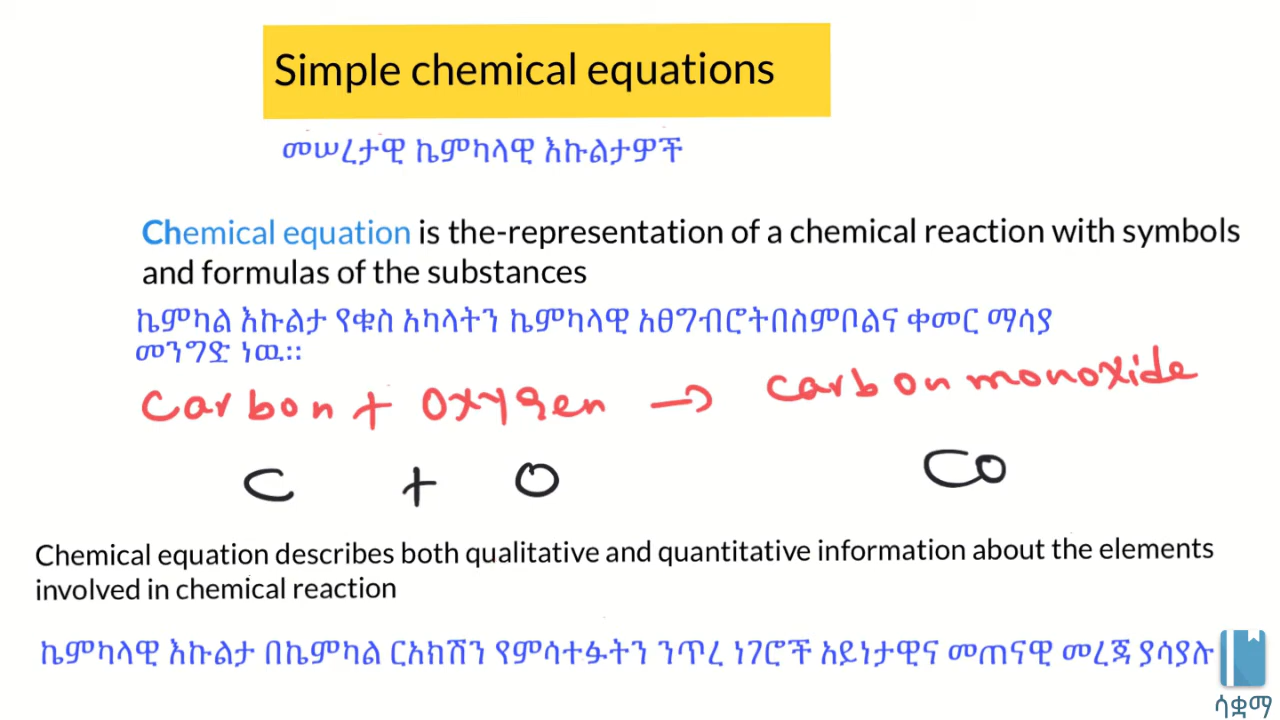 Simple chemical equations
መሠረታዊ ኬምካላዊ እኩልታዎች
Chemical equation is the-representation of a chemical reaction with symbols
and formulas of the substances
ኬምካል እኩልታ የቁስ አካላትን ኬምካላዊ አፀግብሮትበስምቦልና ቀመር ማሳያ
መንግድ ነዉ፡፡
carbon + oxygen → carbon monoxide
C + O CO
Chemical equation describes both qualitative and quantitative information about the elements
involved in chemical reaction
ኬምካላዊ እኩልታ በኬምካል ርአክሽን የምሳተፉትን ንጥረ ነገሮች አይነታዊና መጠናዊ መረጃ ያሳያሉ
ሳቋማ